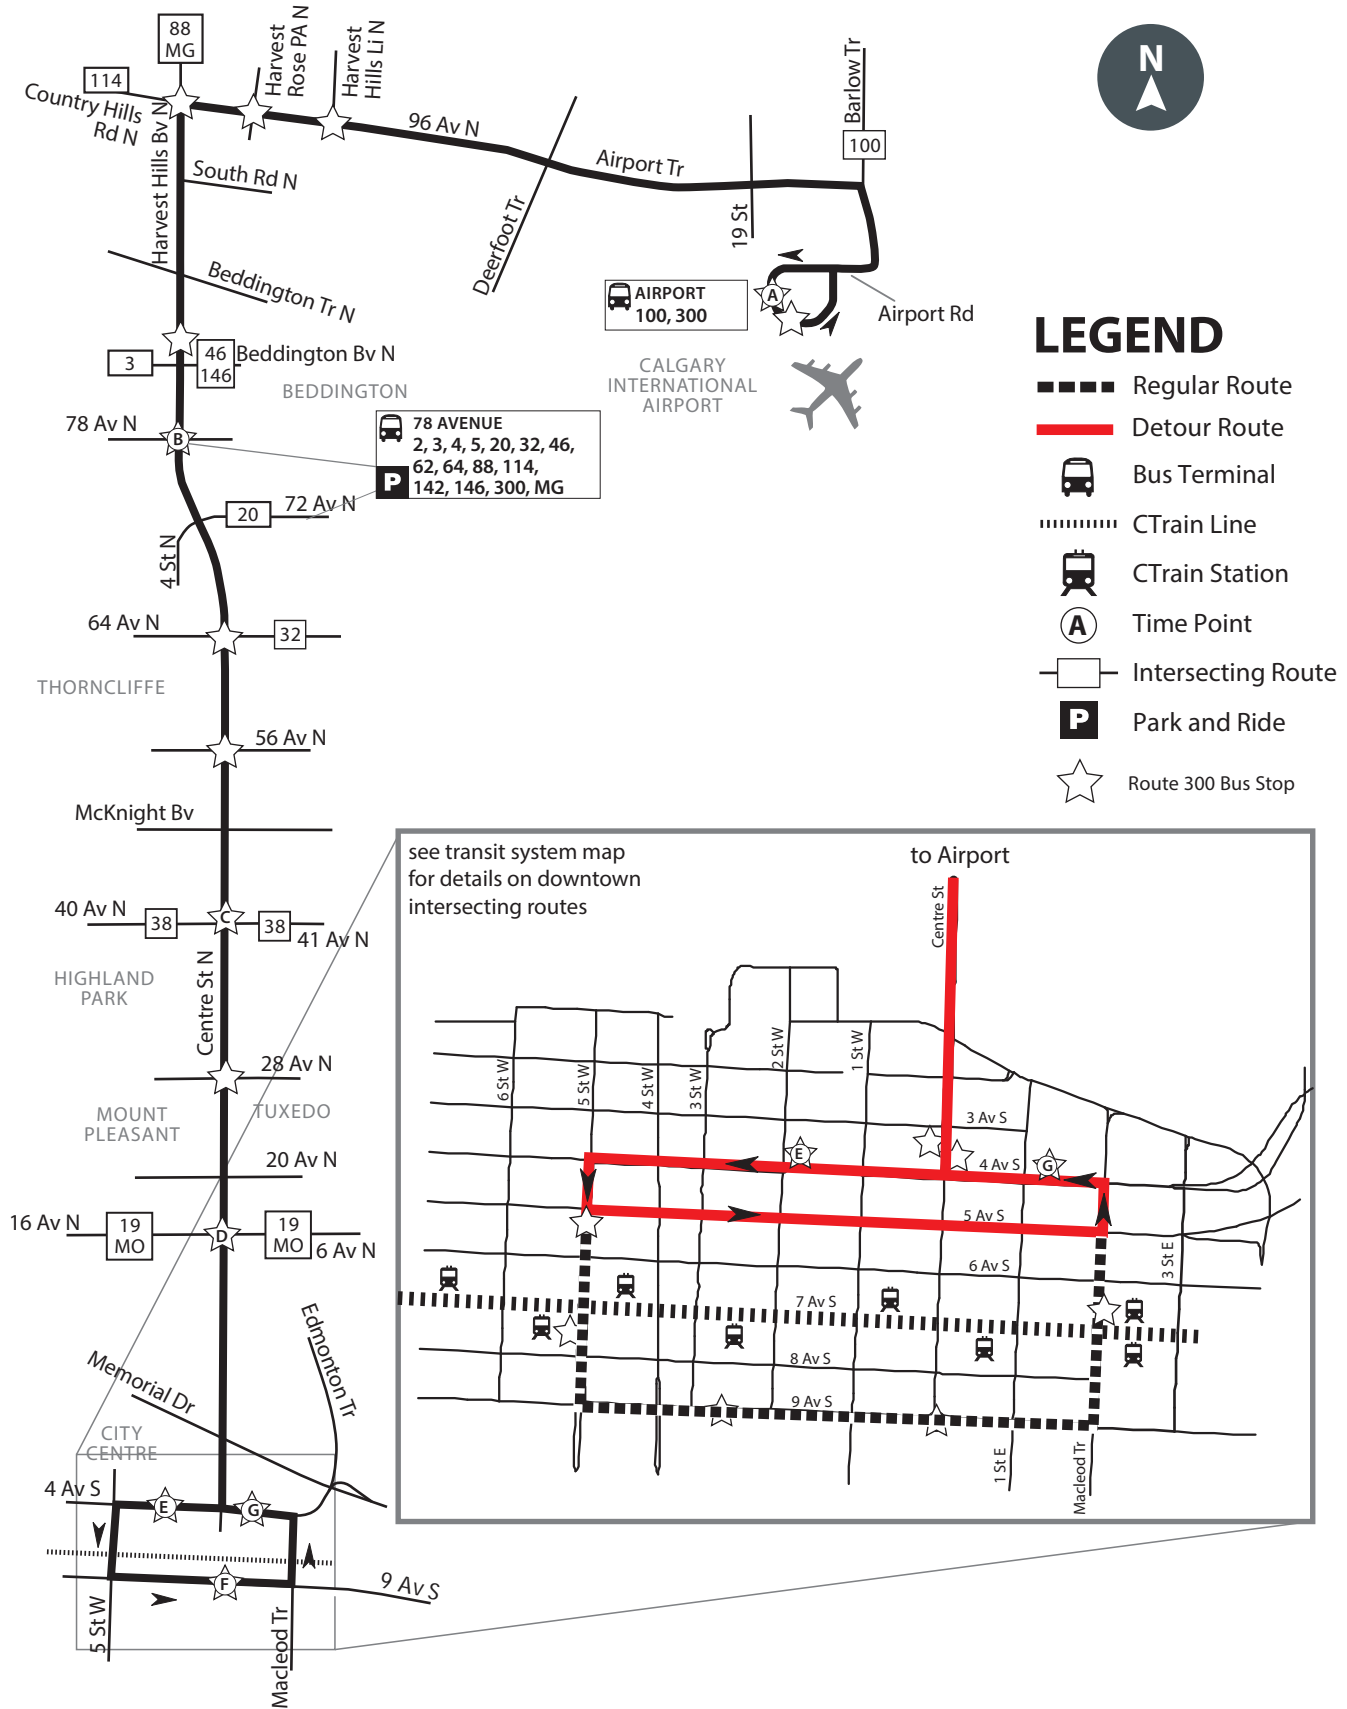 88
MG
114
Country Hills
Rd N
Harvest
Rose PA N
Harvest
Hills Li N
96 Av N
Airport Tr
Barlow Tr
100
N
Harvest Hills Bv N
South Rd N
Deerfoot Tr
19 St
Beddington Tr N
AIRPORT
100, 300
A
Airport Rd
3
46
146
Beddington Bv N
BEDDINGTON
CALGARY
INTERNATIONAL
AIRPORT
78 Av N
B
78 AVENUE
2, 3, 4, 5, 20, 32, 46,
62, 64, 88, 114,
142, 146, 300, MG
P
20
72 Av N
4 St N
64 Av N
32
THORNCLIFFE
56 Av N
McKnight Bv
40 Av N
38
C
38
41 Av N
HIGHLAND
PARK
Centre St N
28 Av N
MOUNT
PLEASANT
TUXEDO
20 Av N
16 Av N
19
MO
D
19
MO
6 Av N
Edmonton Tr
Memorial Dr
CITY
CENTRE
4 Av S
E
G
F
9 Av S
5 St W
Macleod Tr
LEGEND
Regular Route
Detour Route
Bus Terminal
CTrain Line
CTrain Station
A
Time Point
Intersecting Route
P
Park and Ride
Route 300 Bus Stop
see transit system map
for details on downtown
intersecting routes
to Airport
Centre St
6 St W
5 St W
4 St W
3 St W
2 St W
1 St W
3 Av S
E
4 Av S
G
5 Av S
6 Av S
3 St E
7 Av S
8 Av S
9 Av S
1 St E
Macleod Tr